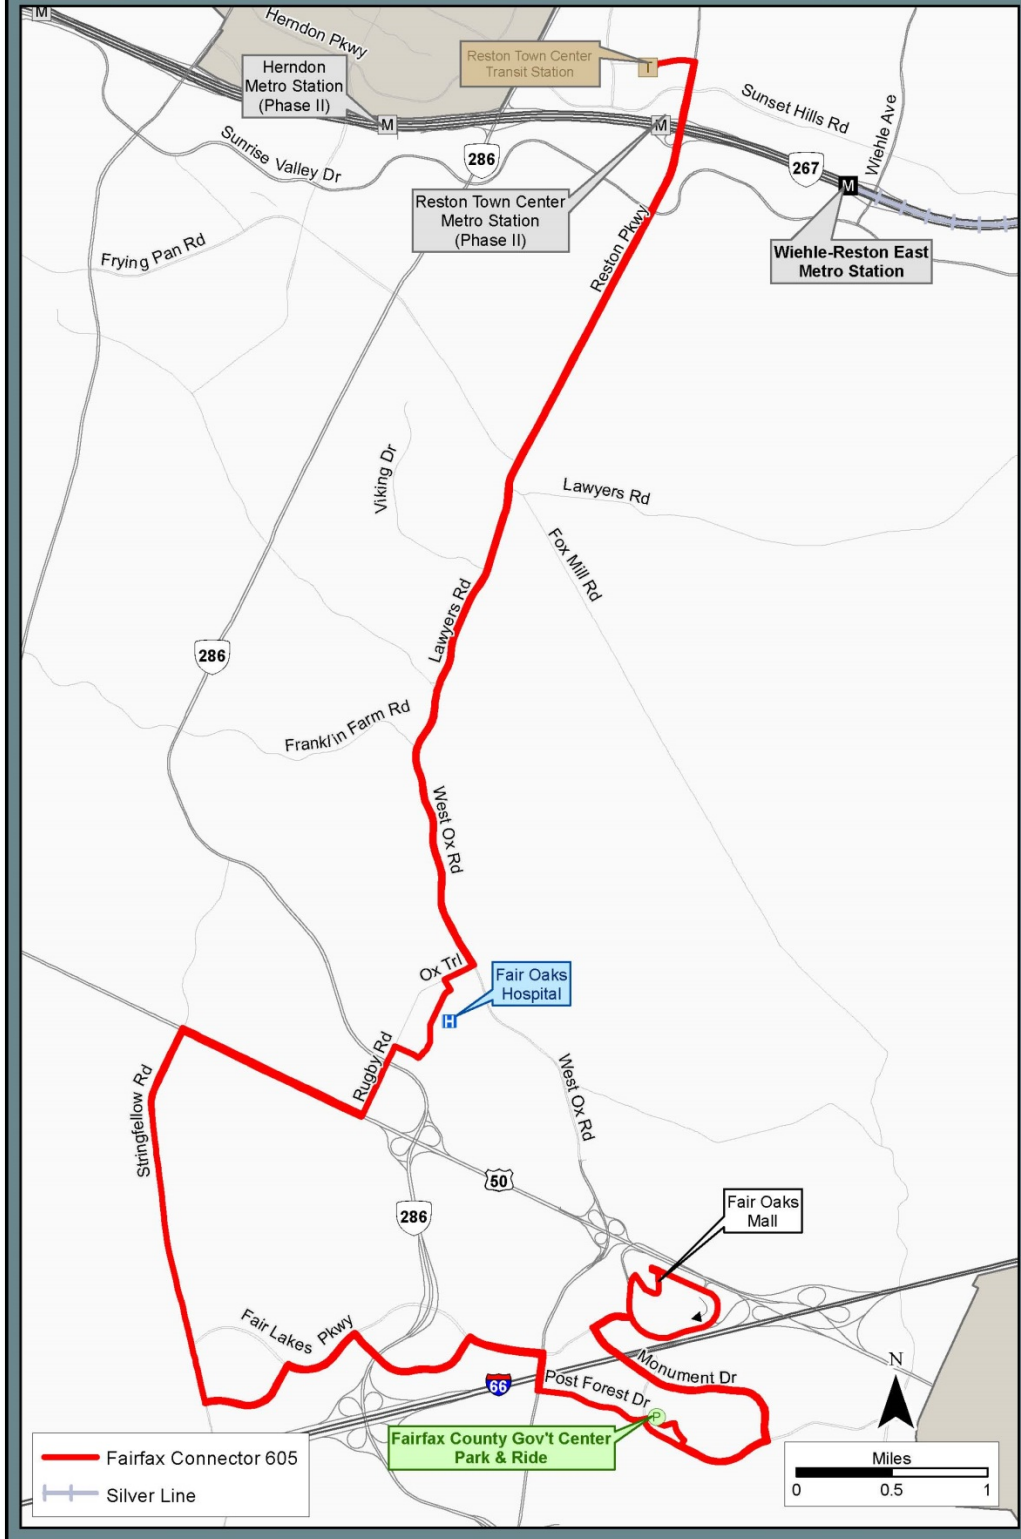 M
Herndon Pkwy
Reston Town Center
Transit Station
T
Herndon
Metro Station
(Phase II)
M
M
Sunset Hills Rd
Wiehle Ave
Sunrise Valley Dr
286
267
M
Reston Town Center
Metro Station
(Phase II)
Wiehle-Reston East
Metro Station
Frying Pan Rd
Reston Pkwy
Viking Dr
Lawyers Rd
Fox Mill Rd
Lawyers Rd
286
Franklin Farm Rd
West Ox Rd
Ox Trl
Fair Oaks
Hospital
H
Rugby Rd
Stringfellow Rd
West Ox Rd
50
286
Fair Oaks
Mall
Fair Lakes Pkwy
Monument Dr
N
66
Post Forest Dr
P
Fairfax County Gov't Center
Park & Ride
Fairfax Connector 605
Silver Line
Miles
0 0.5 1